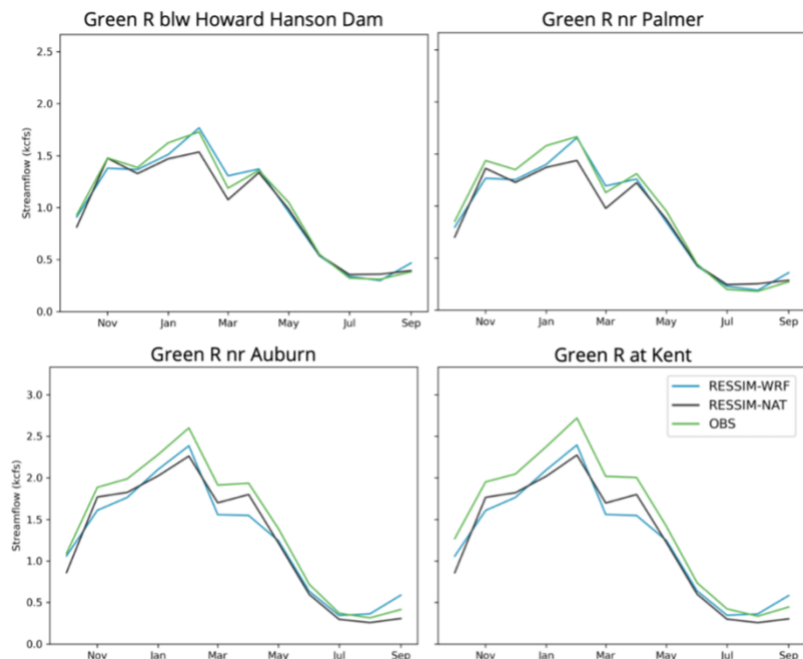 Green R blw Howard Hanson Dam
Green R nr Palmer
2.5
2.0
1.5
1.0
0.5
0.0
Streamflow (kcfs)
Nov Jan Mar May Jul Sep
Nov Jan Mar May Jul Sep
Green R nr Auburn
Green R at Kent
3.0
2.5
2.0
1.5
1.0
0.5
0.0
Streamflow (kcfs)
RESSIM-WRF
RESSIM-NAT
OBS
Nov Jan Mar May Jul Sep
Nov Jan Mar May Jul Sep